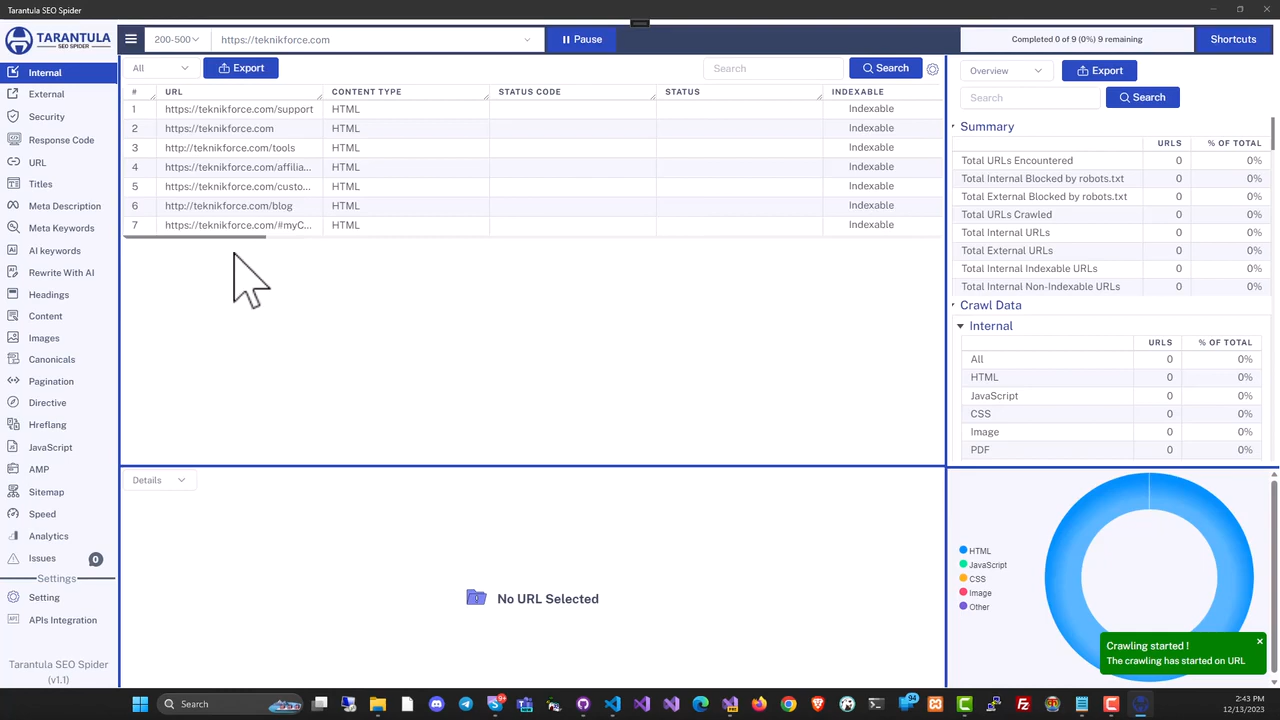 Tarantula SEO Spider
TARANTULA
SEO SPIDER
200-500
https://teknikforce.com
Pause
Completed 0 of 9 (0%) 9 remaining
Shortcuts
Internal
External
Security
Response Code
URL
Titles
Meta Description
Meta Keywords
AI keywords
Rewrite With AI
Headings
Content
Images
Canonicals
Pagination
Directive
Hreflang
JavaScript
AMP
Sitemap
Speed
Analytics
Issues 0
Settings
Setting
APIs Integration
Tarantula SEO Spider
(v1.1)
All
Export
Search
Search
# URL CONTENT TYPE STATUS CODE STATUS INDEXABLE
1 https://teknikforce.com/support HTML Indexable
2 https://teknikforce.com HTML Indexable
3 http://teknikforce.com/tools HTML Indexable
4 https://teknikforce.com/affilia... HTML Indexable
5 https://teknikforce.com/custo... HTML Indexable
6 http://teknikforce.com/blog HTML Indexable
7 https://teknikforce.com/#myC... HTML Indexable
Details
No URL Selected
Overview
Export
Search
Search
Summary
URLS % OF TOTAL
Total URLs Encountered 0 0%
Total Internal Blocked by robots.txt 0 0%
Total External Blocked by robots.txt 0 0%
Total URLs Crawled 0 0%
Total Internal URLs 0 0%
Total External URLs 0 0%
Total Internal Indexable URLs 0 0%
Total Internal Non-Indexable URLs 0 0%
Crawl Data
Internal
URLS % OF TOTAL
All 0 0%
HTML 0 0%
JavaScript 0 0%
CSS 0 0%
Image 0 0%
PDF 0 0%
HTML
JavaScript
CSS
Image
Other
Crawling started !
The crawling has started on URL
Search
9+
94
2:43 PM
12/13/2023